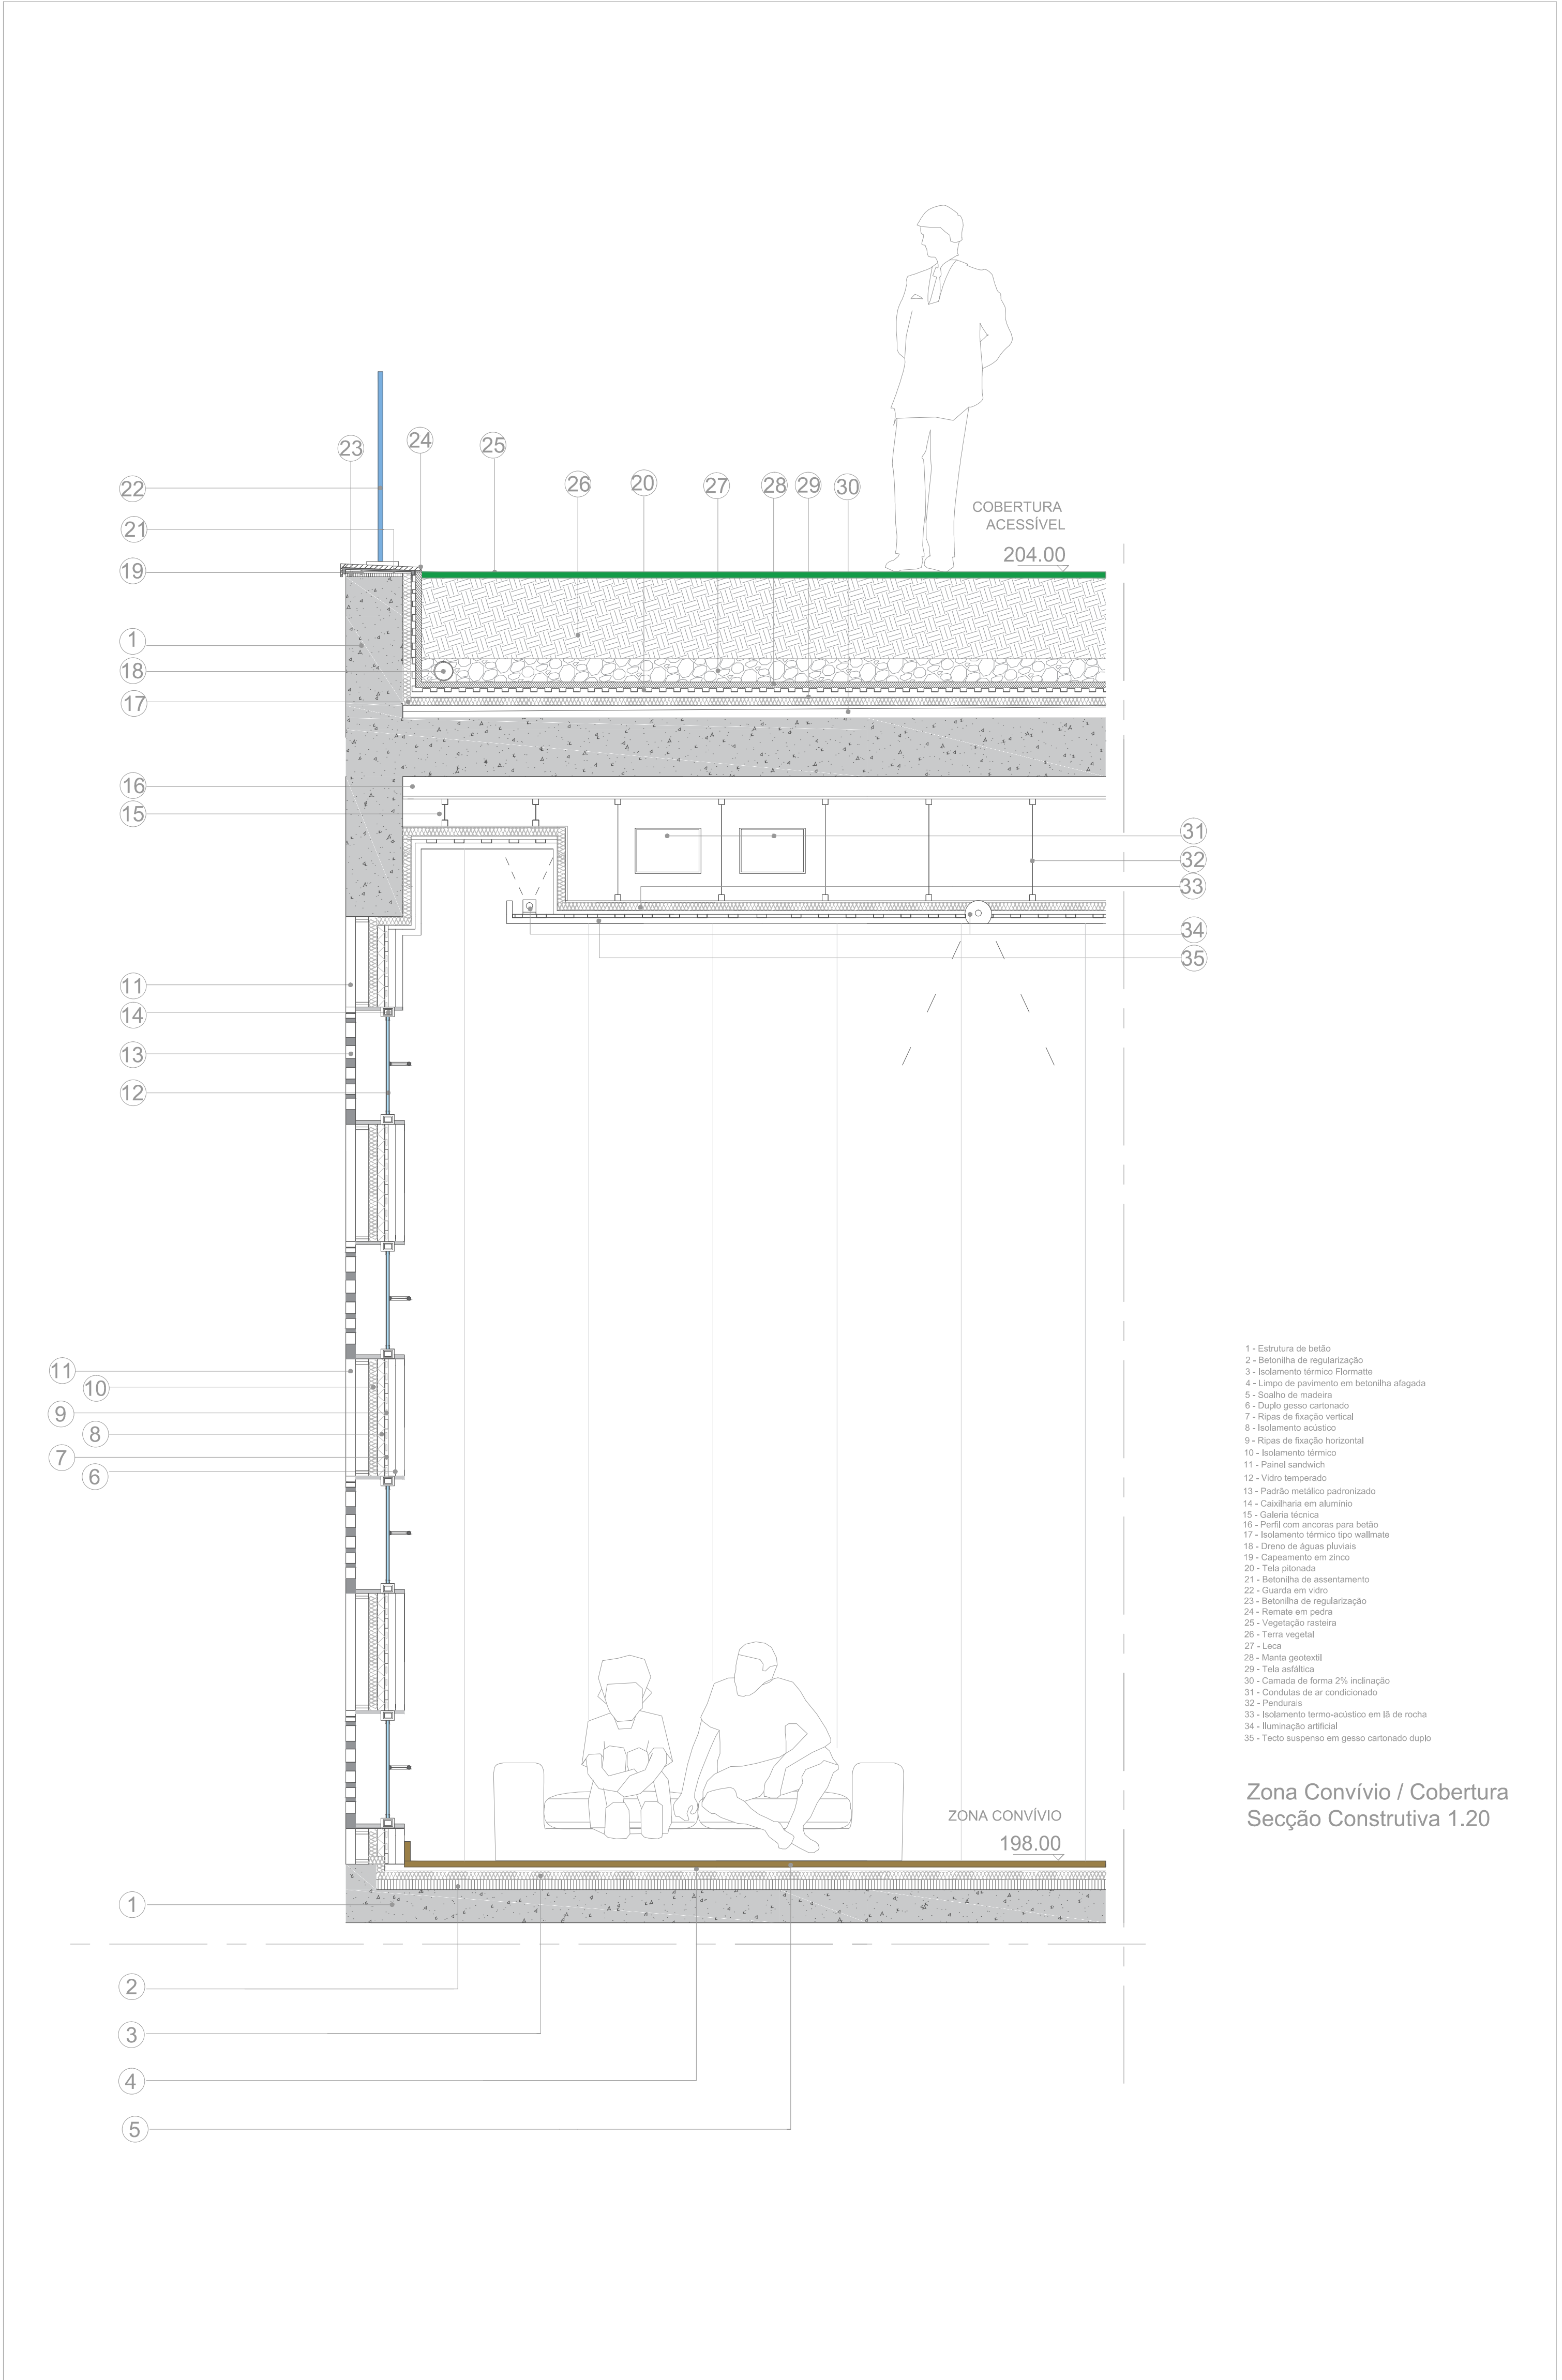 23
24
25
22
26
20
27
28
29
30
21
COBERTURA
ACESSÍVEL
204.00
19
1
18
17
16
15
31
32
33
34
35
11
14
13
12
11
10
9
8
7
6
1 - Estrutura de betão
2 - Betonilha de regularização
3 - Isolamento térmico Flormatte
4 - Limpo de pavimento em betonilha afagada
5 - Soalho de madeira
6 - Duplo gesso cartonado
7 - Ripas de fixação vertical
8 - Isolamento acústico
9 - Ripas de fixação horizontal
10 - Isolamento térmico
11 - Painel sandwich
12 - Vidro temperado
13 - Padrão metálico padronizado
14 - Caixilharia em alumínio
15 - Galeria técnica
16 - Perfil com ancoras para betão
17 - Isolamento térmico tipo wallmate
18 - Dreno de águas pluviais
19 - Capeamento em zinco
20 - Tela pitonada
21 - Betonilha de assentamento
22 - Guarda em vidro
23 - Betonilha de regularização
24 - Remate em pedra
25 - Vegetação rasteira
26 - Terra vegetal
27 - Leca
28 - Manta geotextil
29 - Tela asfáltica
30 - Camada de forma 2% inclinação
31 - Condutas de ar condicionado
32 - Pendurais
33 - Isolamento termo-acústico em lã de rocha
34 - Iluminação artificial
35 - Tecto suspenso em gesso cartonado duplo
Zona Convívio / Cobertura
Secção Construtiva 1.20
ZONA CONVÍVIO
198.00
1
2
3
4
5